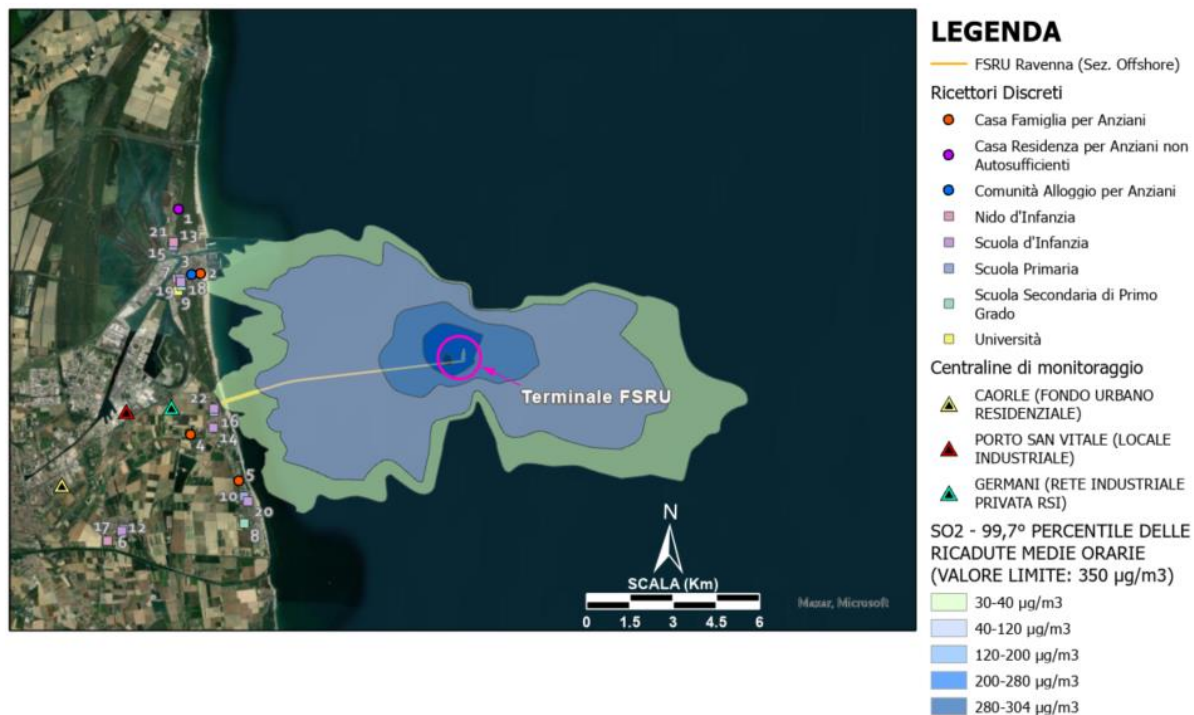 21
1
13
15
3
7
2
19
18
9
22
16
14
4
5
10
20
8
17
12
6
Terminale FSRU
N
SCALA (Km)
0 1.5 3 4.5 6
Maxar, Microsoft
LEGENDA
FSRU Ravenna (Sez. Offshore)
Ricettori Discreti
Casa Famiglia per Anziani
Casa Residenza per Anziani non
Autosufficienti
Comunità Alloggio per Anziani
Nido d'Infanzia
Scuola d'Infanzia
Scuola Primaria
Scuola Secondaria di Primo
Grado
Università
Centraline di monitoraggio
CAORLE (FONDO URBANO
RESIDENZIALE)
PORTO SAN VITALE (LOCALE
INDUSTRIALE)
GERMANI (RETE INDUSTRIALE
PRIVATA RSI)
SO2 - 99,7° PERCENTILE DELLE
RICADUTE MEDIE ORARIE
(VALORE LIMITE: 350 µg/m3)
30-40 µg/m3
40-120 µg/m3
120-200 µg/m3
200-280 µg/m3
280-304 µg/m3